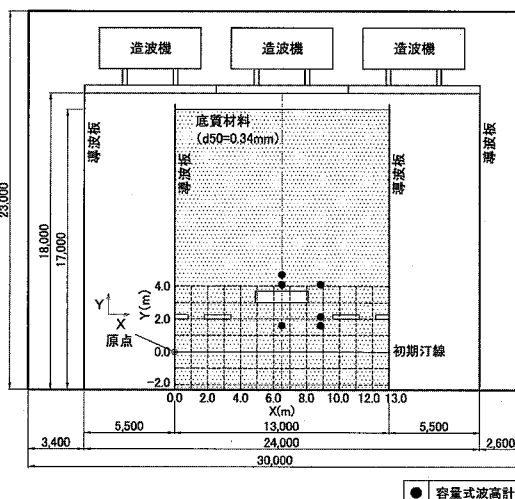 造波機
造波機
造波機
底質材料
(d50=0.34mm)
導波板
導波板
導波板
導波板
23,000
18,000
17,000
Y
X
原点
Y(m)
4.0
2.0
0.0
-2.0
初期汀線
0.0
2.0
4.0
6.0
8.0
10.0
12.0
13.0
X(m)
5,500
13,000
5,500
3,400
24,000
2,600
30,000
● 容量式波高計